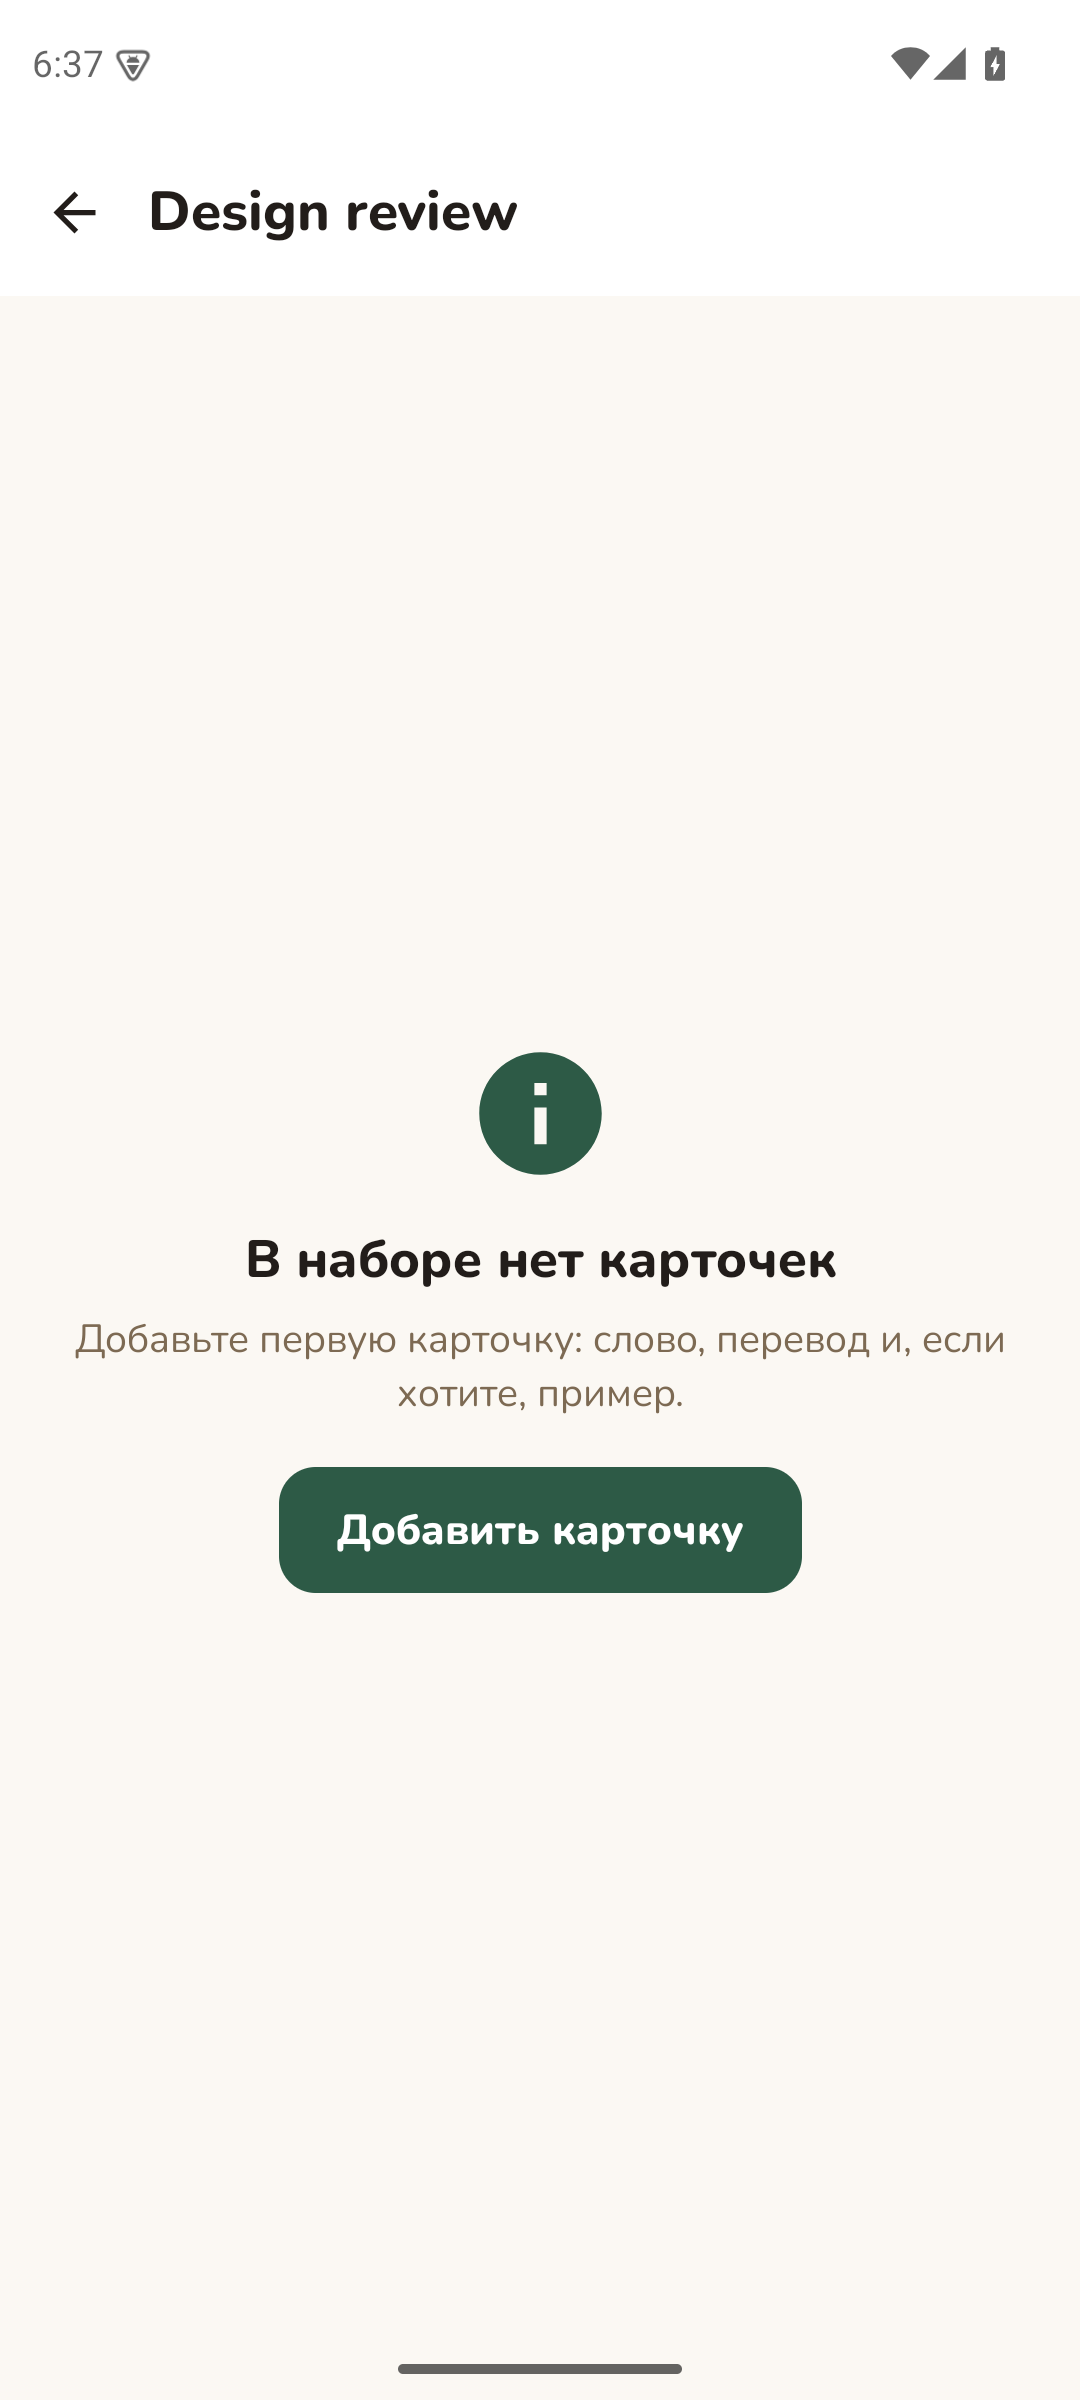 6:37
Design review
В наборе нет карточек
Добавьте первую карточку: слово, перевод и, если
хотите, пример.
Добавить карточку